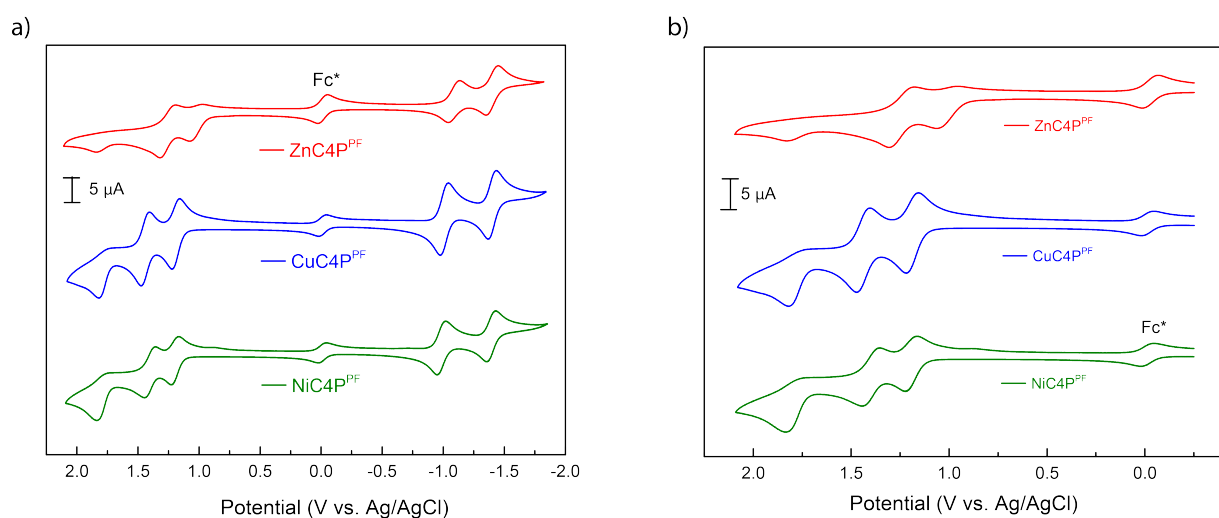 a)
Fc*
ZnC4P^PF
5 µA
CuC4P^PF
NiC4P^PF
2.0 1.5 1.0 0.5 0.0 -0.5 -1.0 -1.5 -2.0
Potential (V vs. Ag/AgCl)
b)
ZnC4P^PF
5 µA
CuC4P^PF
Fc*
NiC4P^PF
2.0 1.5 1.0 0.5 0.0
Potential (V vs. Ag/AgCl)